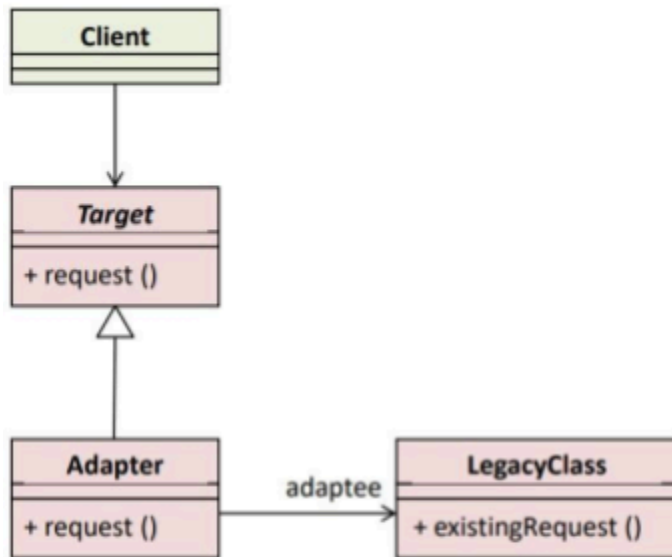 Client
Target
+ request ()
Adapter
+ request ()
adaptee
LegacyClass
+ existingRequest ()